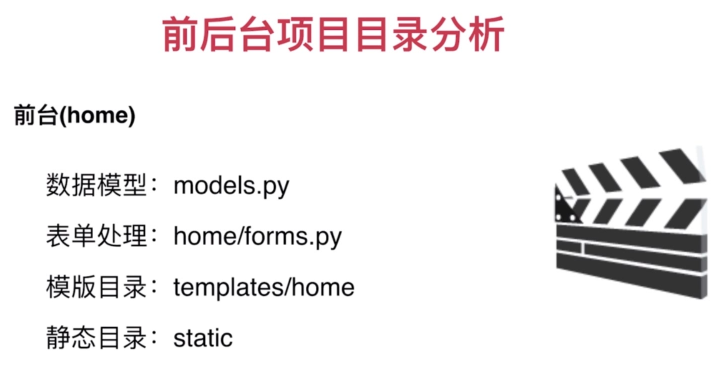 前后台项目目录分析
前台(home)
数据模型：models.py
表单处理：home/forms.py
模版目录：templates/home
静态目录：static